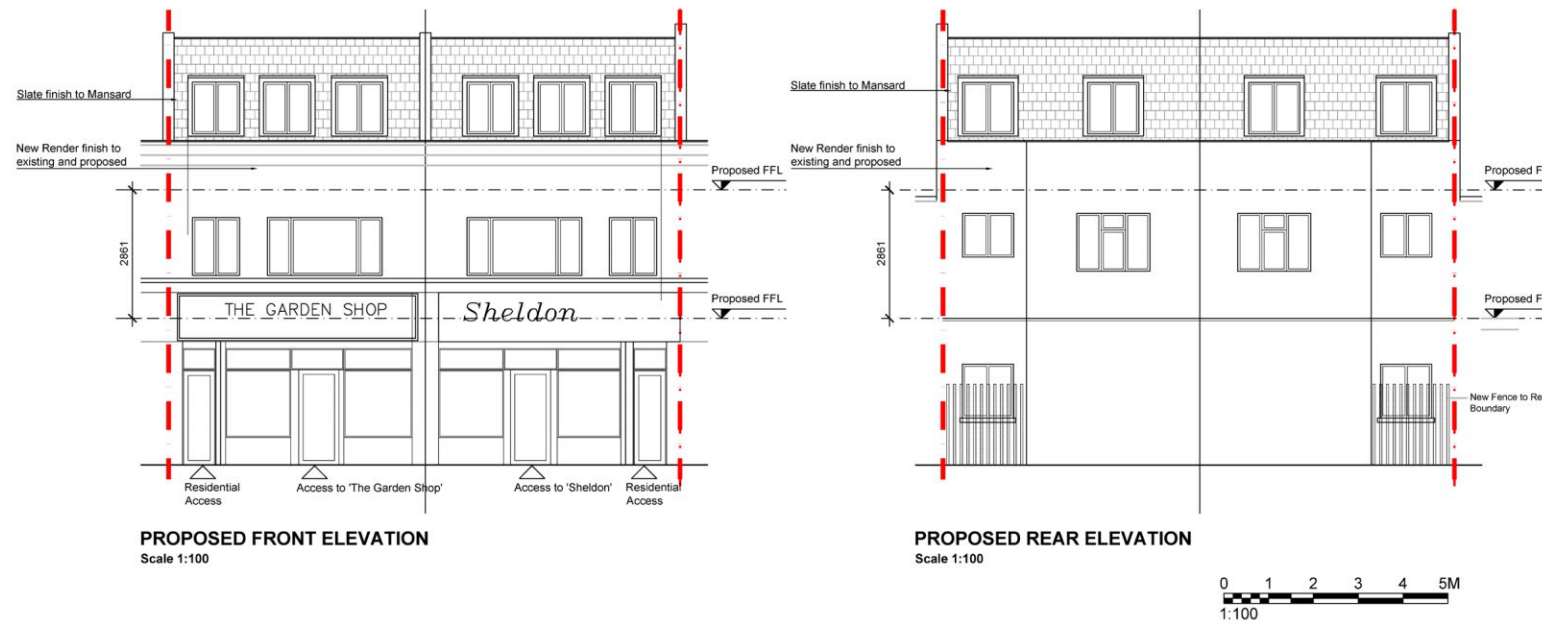 Slate finish to Mansard
New Render finish to
existing and proposed
Proposed FFL
2861
Proposed FFL
THE GARDEN SHOP
Sheldon
Residential
Access
Access to 'The Garden Shop'
Access to 'Sheldon'
Residential
Access
PROPOSED FRONT ELEVATION
Scale 1:100
Slate finish to Mansard
New Render finish to
existing and proposed
Proposed F
2861
Proposed F
New Fence to Re
Boundary
PROPOSED REAR ELEVATION
Scale 1:100
0 1 2 3 4 5M
1:100